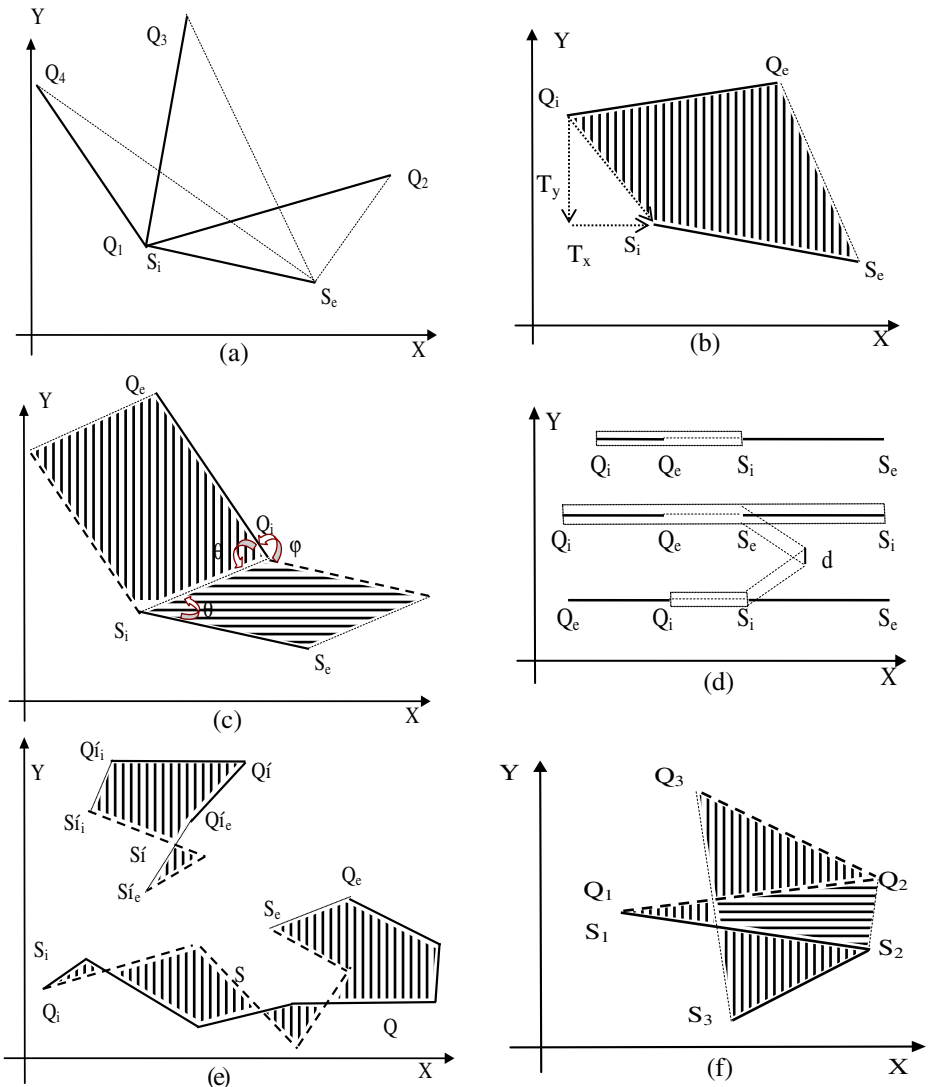 Y
Q3
Q4
Q2
Q1
Si
Se
X
(a)
Y
Qe
Qi
Ty
Si
Tx
Se
X
(b)
Y
Qe
Qi
θ φ
θ
Si
Se
X
(c)
Y
Qi Qe Si Se
Qi Qe Se Si
d
Qe Qi Si Se
X
(d)
Y
Qíi
Qí
Síi
Qíe
Sí
Síe
Qe
Se
Si
S
Qi
Q
X
(e)
Y
Q3
Q2
Q1
S1
S2
S3
X
(f)